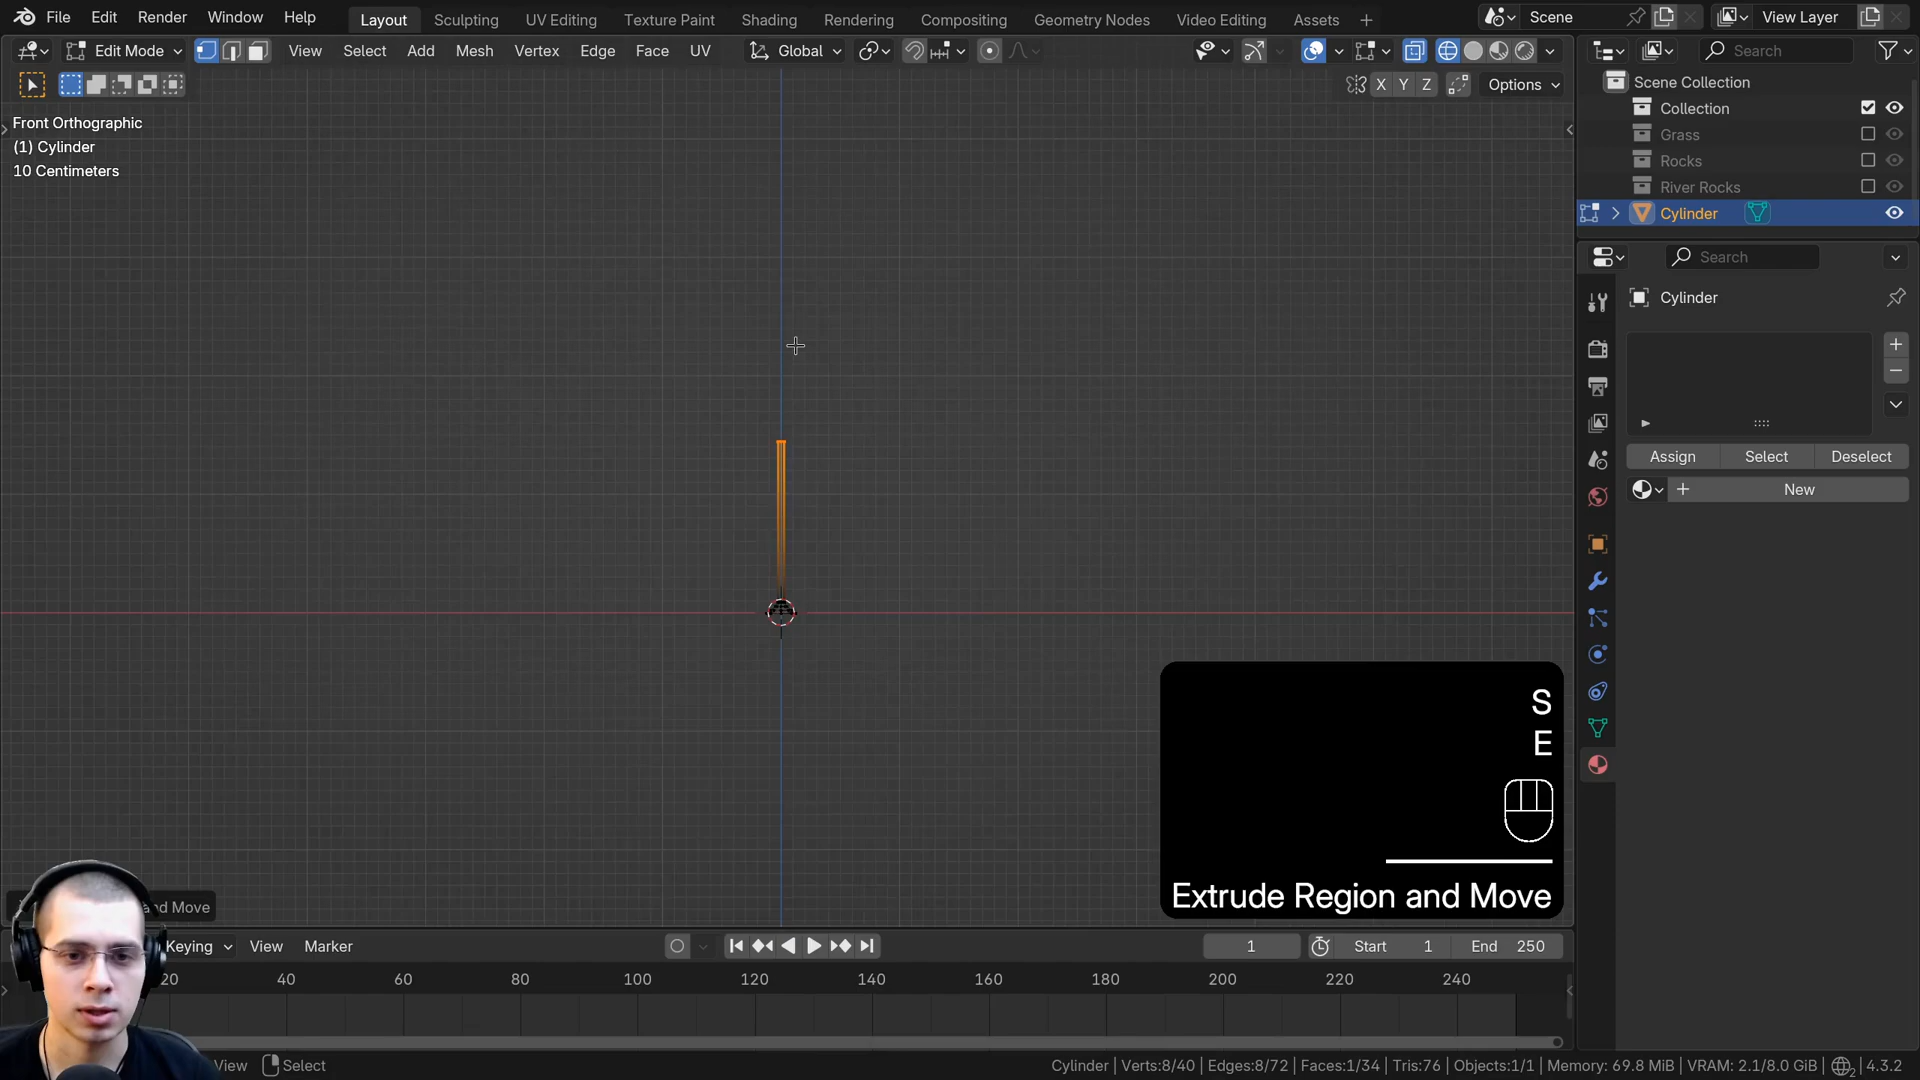 File Edit Render Window Help Layout Sculpting UV Editing Texture Paint Shading Rendering Compositing Geometry Nodes Video Editing Assets + Scene View Layer
Edit Mode View Select Add Mesh Vertex Edge Face UV Global Search
X Y Z Options
Scene Collection
Collection
Grass
Rocks
River Rocks
Cylinder
Front Orthographic
(1) Cylinder
10 Centimeters
Search
Cylinder
Assign Select Deselect
New
S
E
Extrude Region and Move
and Move
Keying View Marker 1 Start 1 End 250
20 40 60 80 100 120 140 160 180 200 220 240
View Select Cylinder | Verts:8/40 | Edges:8/72 | Faces:1/34 | Tris:76 | Objects:1/1 | Memory: 69.8 MiB | VRAM: 2.1/8.0 GiB | 2 4.3.2